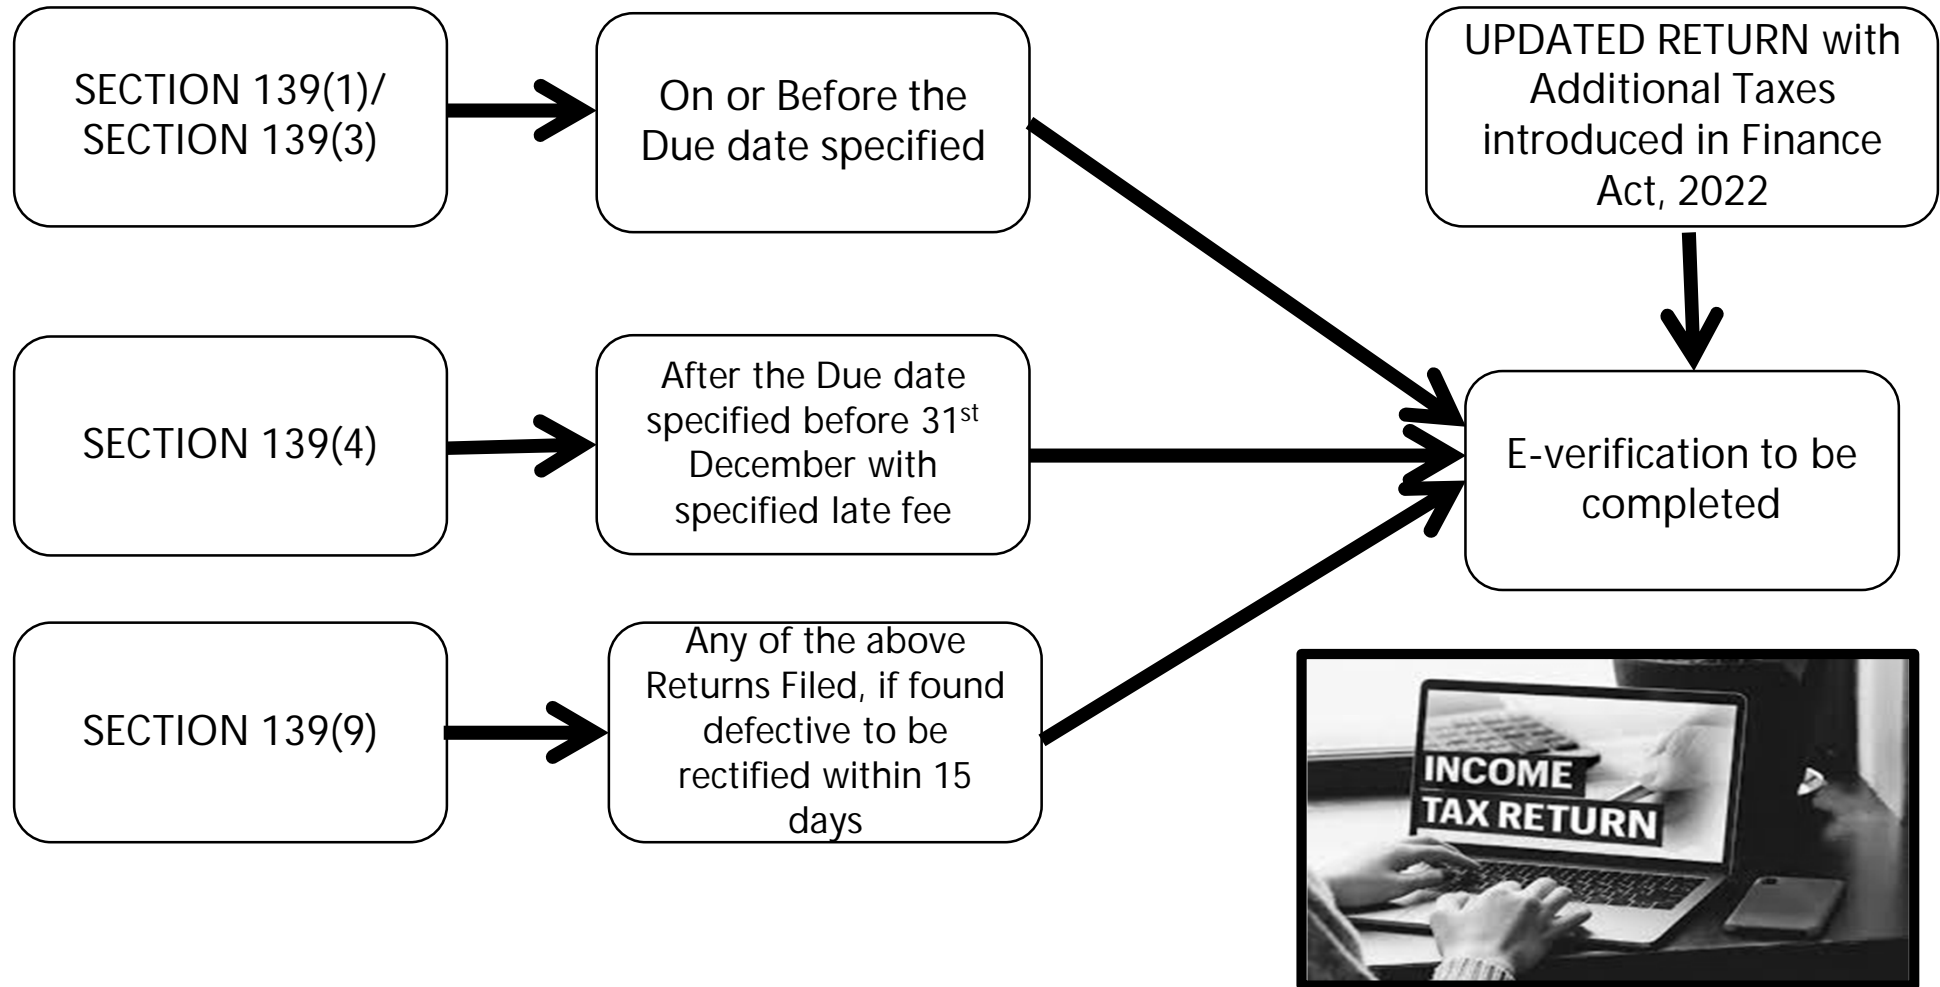 SECTION 139(1)/
SECTION 139(3)
On or Before the
Due date specified
UPDATED RETURN with
Additional Taxes
introduced in Finance
Act, 2022
SECTION 139(4)
After the Due date
specified before 31st
December with
specified late fee
E-verification to be
completed
SECTION 139(9)
Any of the above
Returns Filed, if found
defective to be
rectified within 15
days
INCOME
TAX RETURN